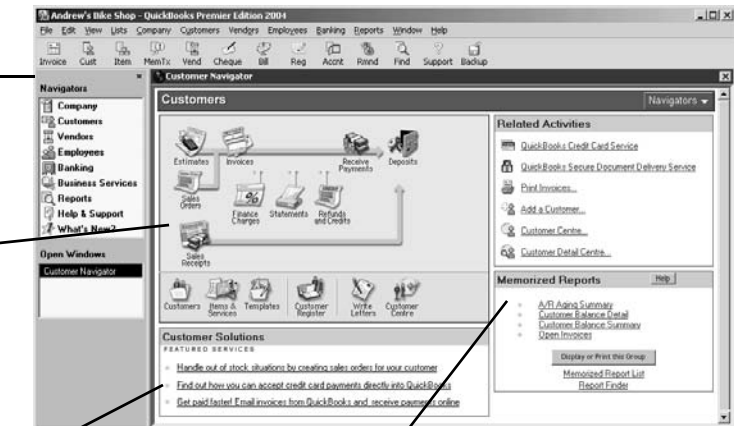 Andrew's Bike Shop - QuickBooks Premier Edition 2004
File Edit View Lists Company Customers Vendors Employees Banking Reports Window Help
Invoice Cust Item MemTx Vend Cheque Bill Reg Accnt Rmnd Find Support Backup
Navigators
Company
Customers
Vendors
Employees
Banking
Business Services
Reports
Help & Support
What's New?
Open Windows
Customer Navigator
Customer Navigator
Customers
Navigators
Estimates Invoices Receive Payments Deposits
Sales Orders
Finance Charges Statements Refunds and Credits
Sales Receipts
Customers Items & Services Templates Customer Register Write Letters Customer Centre
Customer Solutions
FEATURED SERVICES
Handle out of stock situations by creating sales orders for your customer
Find out how you can accept credit card payments directly into QuickBooks
Get paid faster! Email invoices from QuickBooks and receive payments online
Related Activities
QuickBooks Credit Card Service
QuickBooks Secure Document Delivery Service
Print Invoices...
Add a Customer...
Customer Centre...
Customer Detail Centre...
Memorized Reports Help
A/R Aging Summary
Customer Balance Detail
Customer Balance Summary
Open Invoices
Display or Print this Group
Memorized Report List
Report Finder